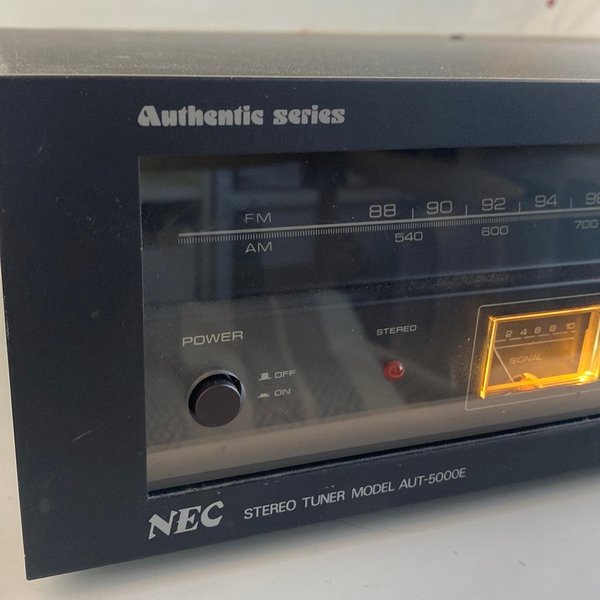 Authentic series
FM 88 90 92 94 98
AM 540 600 700
POWER
OFF
ON
STEREO
2 4 6 8 10
SIGNAL
NEC STEREO TUNER MODEL AUT-5000E